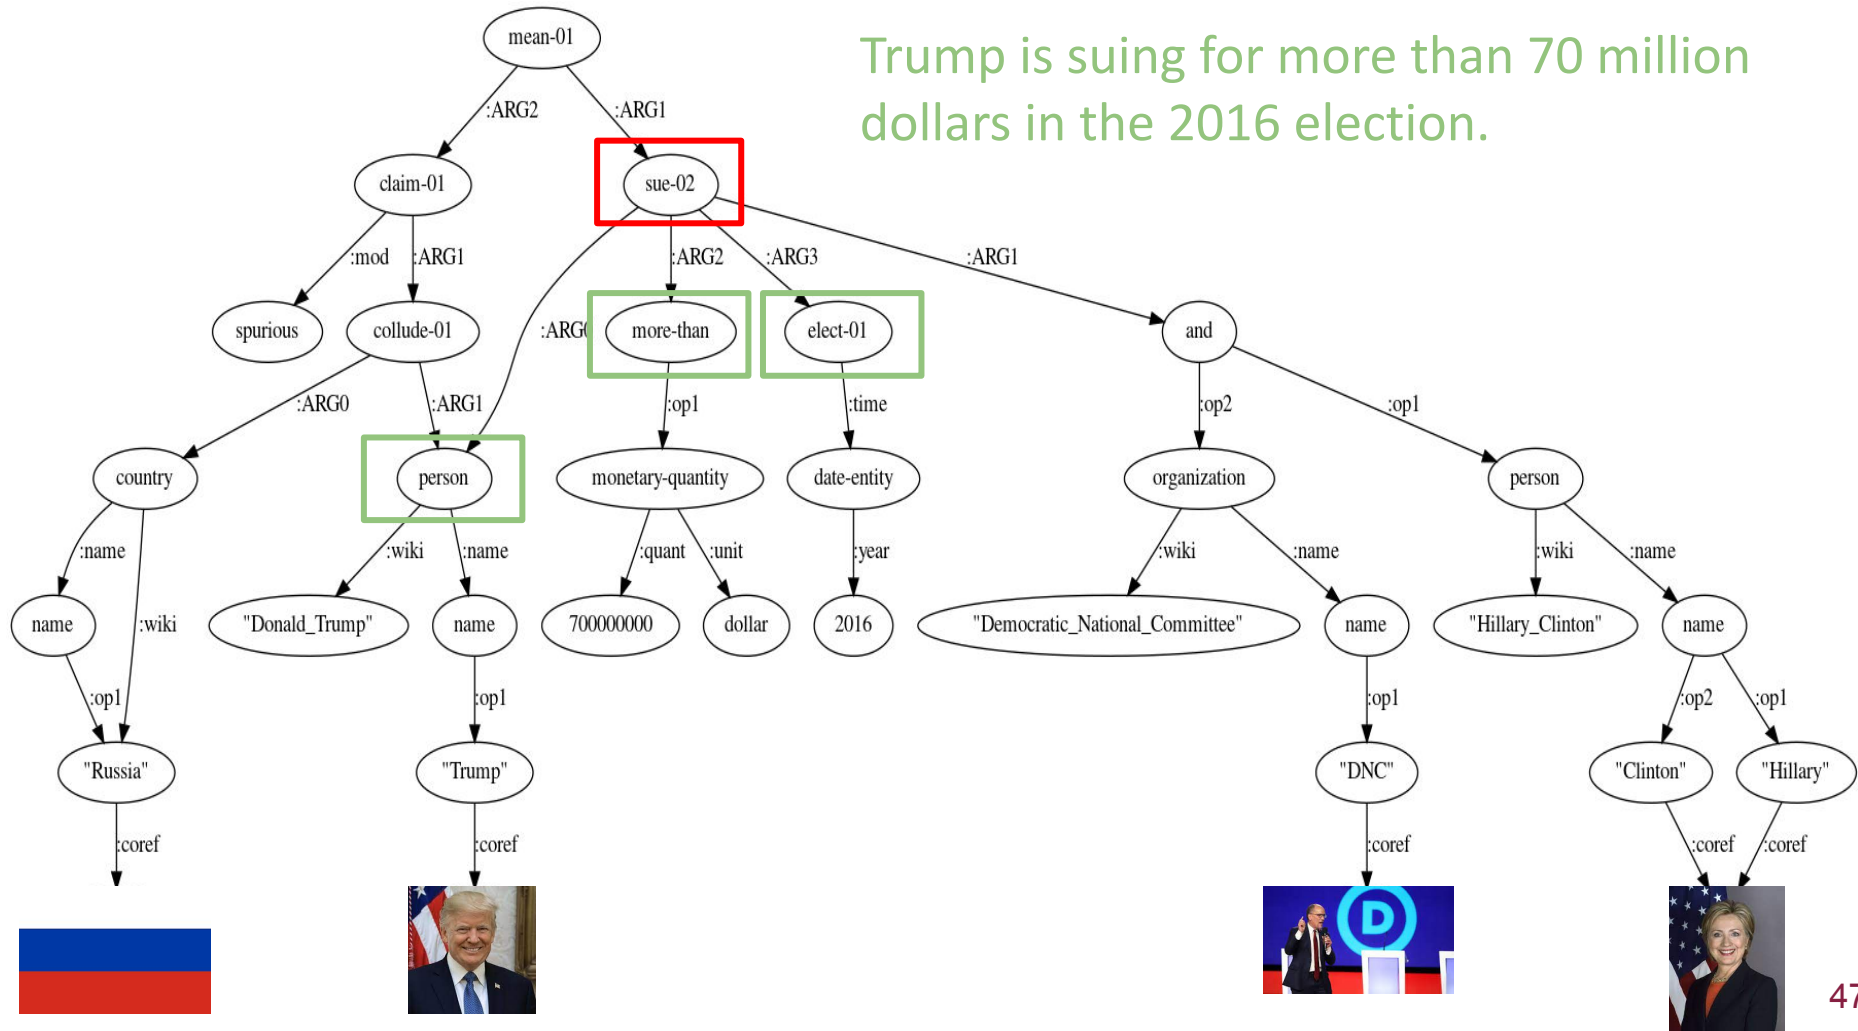 mean-01
Trump is suing for more than 70 million
dollars in the 2016 election.
:ARG2 :ARG1
claim-01 sue-02
:mod :ARG1 :ARG2 :ARG3 :ARG1
spurious collude-01 :ARG0 more-than elect-01 and
:ARG0 :ARG1 :op1 :time :op2 :op1
country person monetary-quantity date-entity organization person
:name :wiki :name :quant :unit :year :wiki :name :wiki :name
name :wiki "Donald_Trump" name 700000000 dollar 2016 "Democratic_National_Committee" name "Hillary_Clinton" name
:op1 :op1 :op1 :op2 :op1
"Russia" "Trump" "DNC" "Clinton" "Hillary"
:coref :coref :coref :coref :coref
D
47